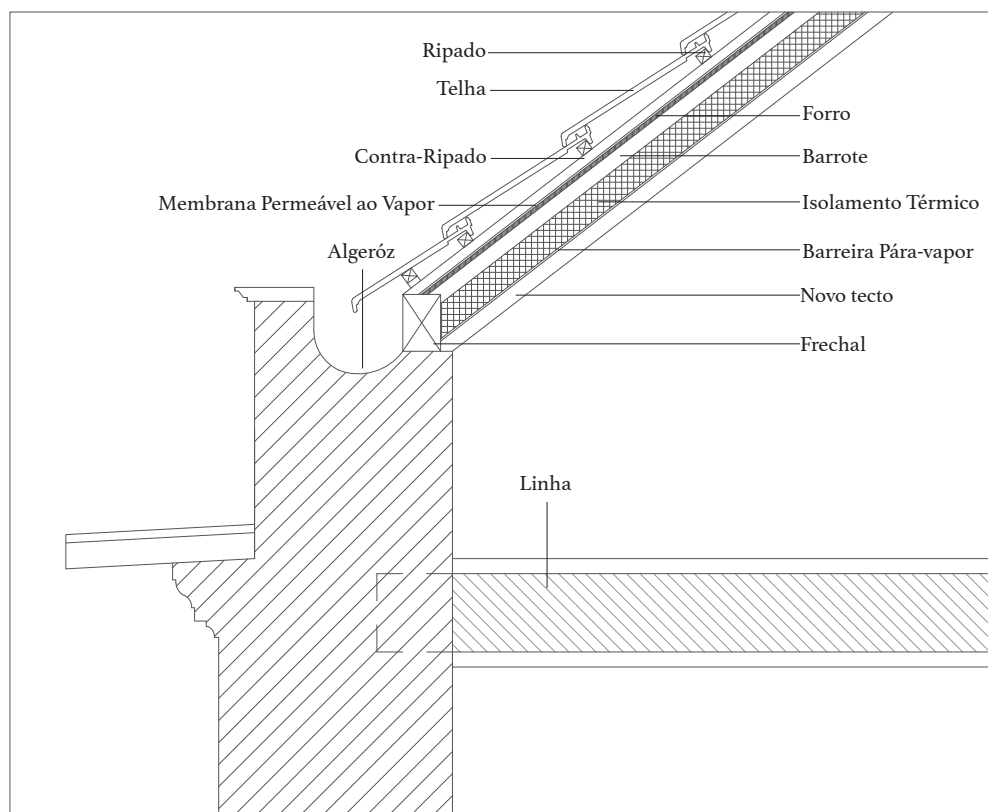 Ripado
Telha
Forro
Contra-Ripado
Barrote
Membrana Permeável ao Vapor
Isolamento Térmico
Algeróz
Barreira Pára-vapor
Novo tecto
Frechal
Linha